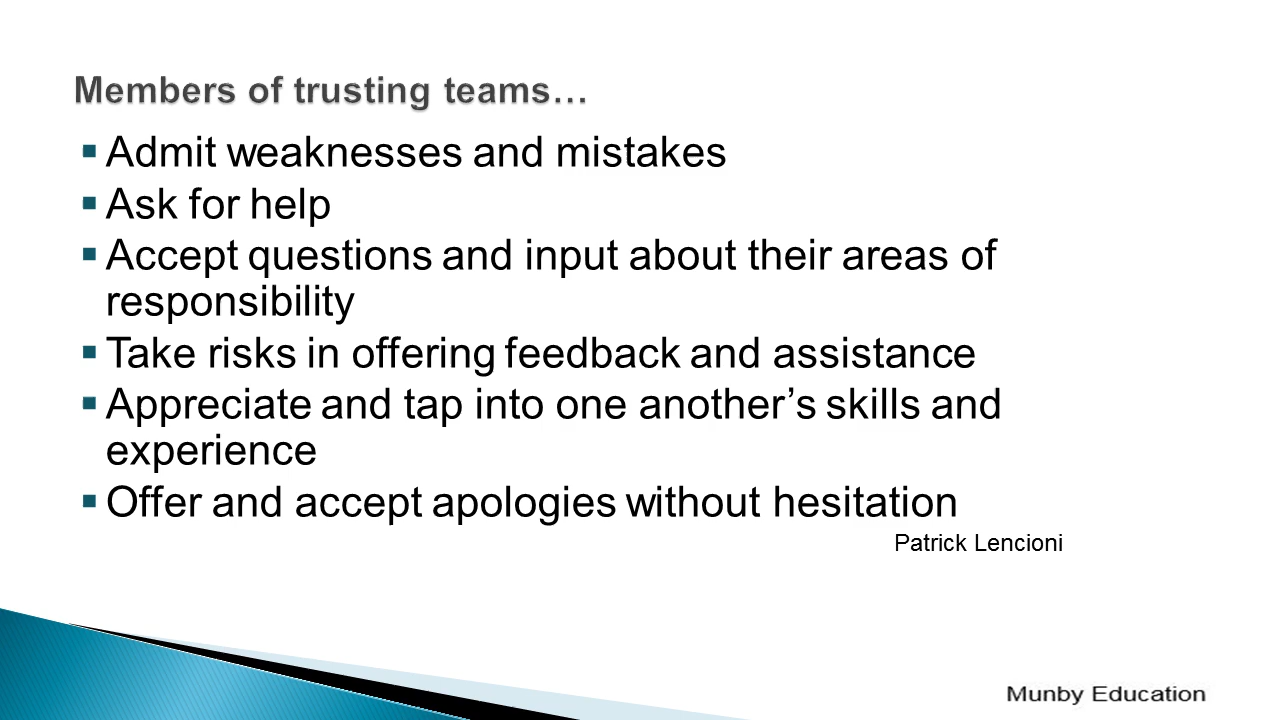 Members of trusting teams…
▪ Admit weaknesses and mistakes
▪ Ask for help
▪ Accept questions and input about their areas of
responsibility
▪ Take risks in offering feedback and assistance
▪ Appreciate and tap into one another’s skills and
experience
▪ Offer and accept apologies without hesitation
Patrick Lencioni
Munby Education